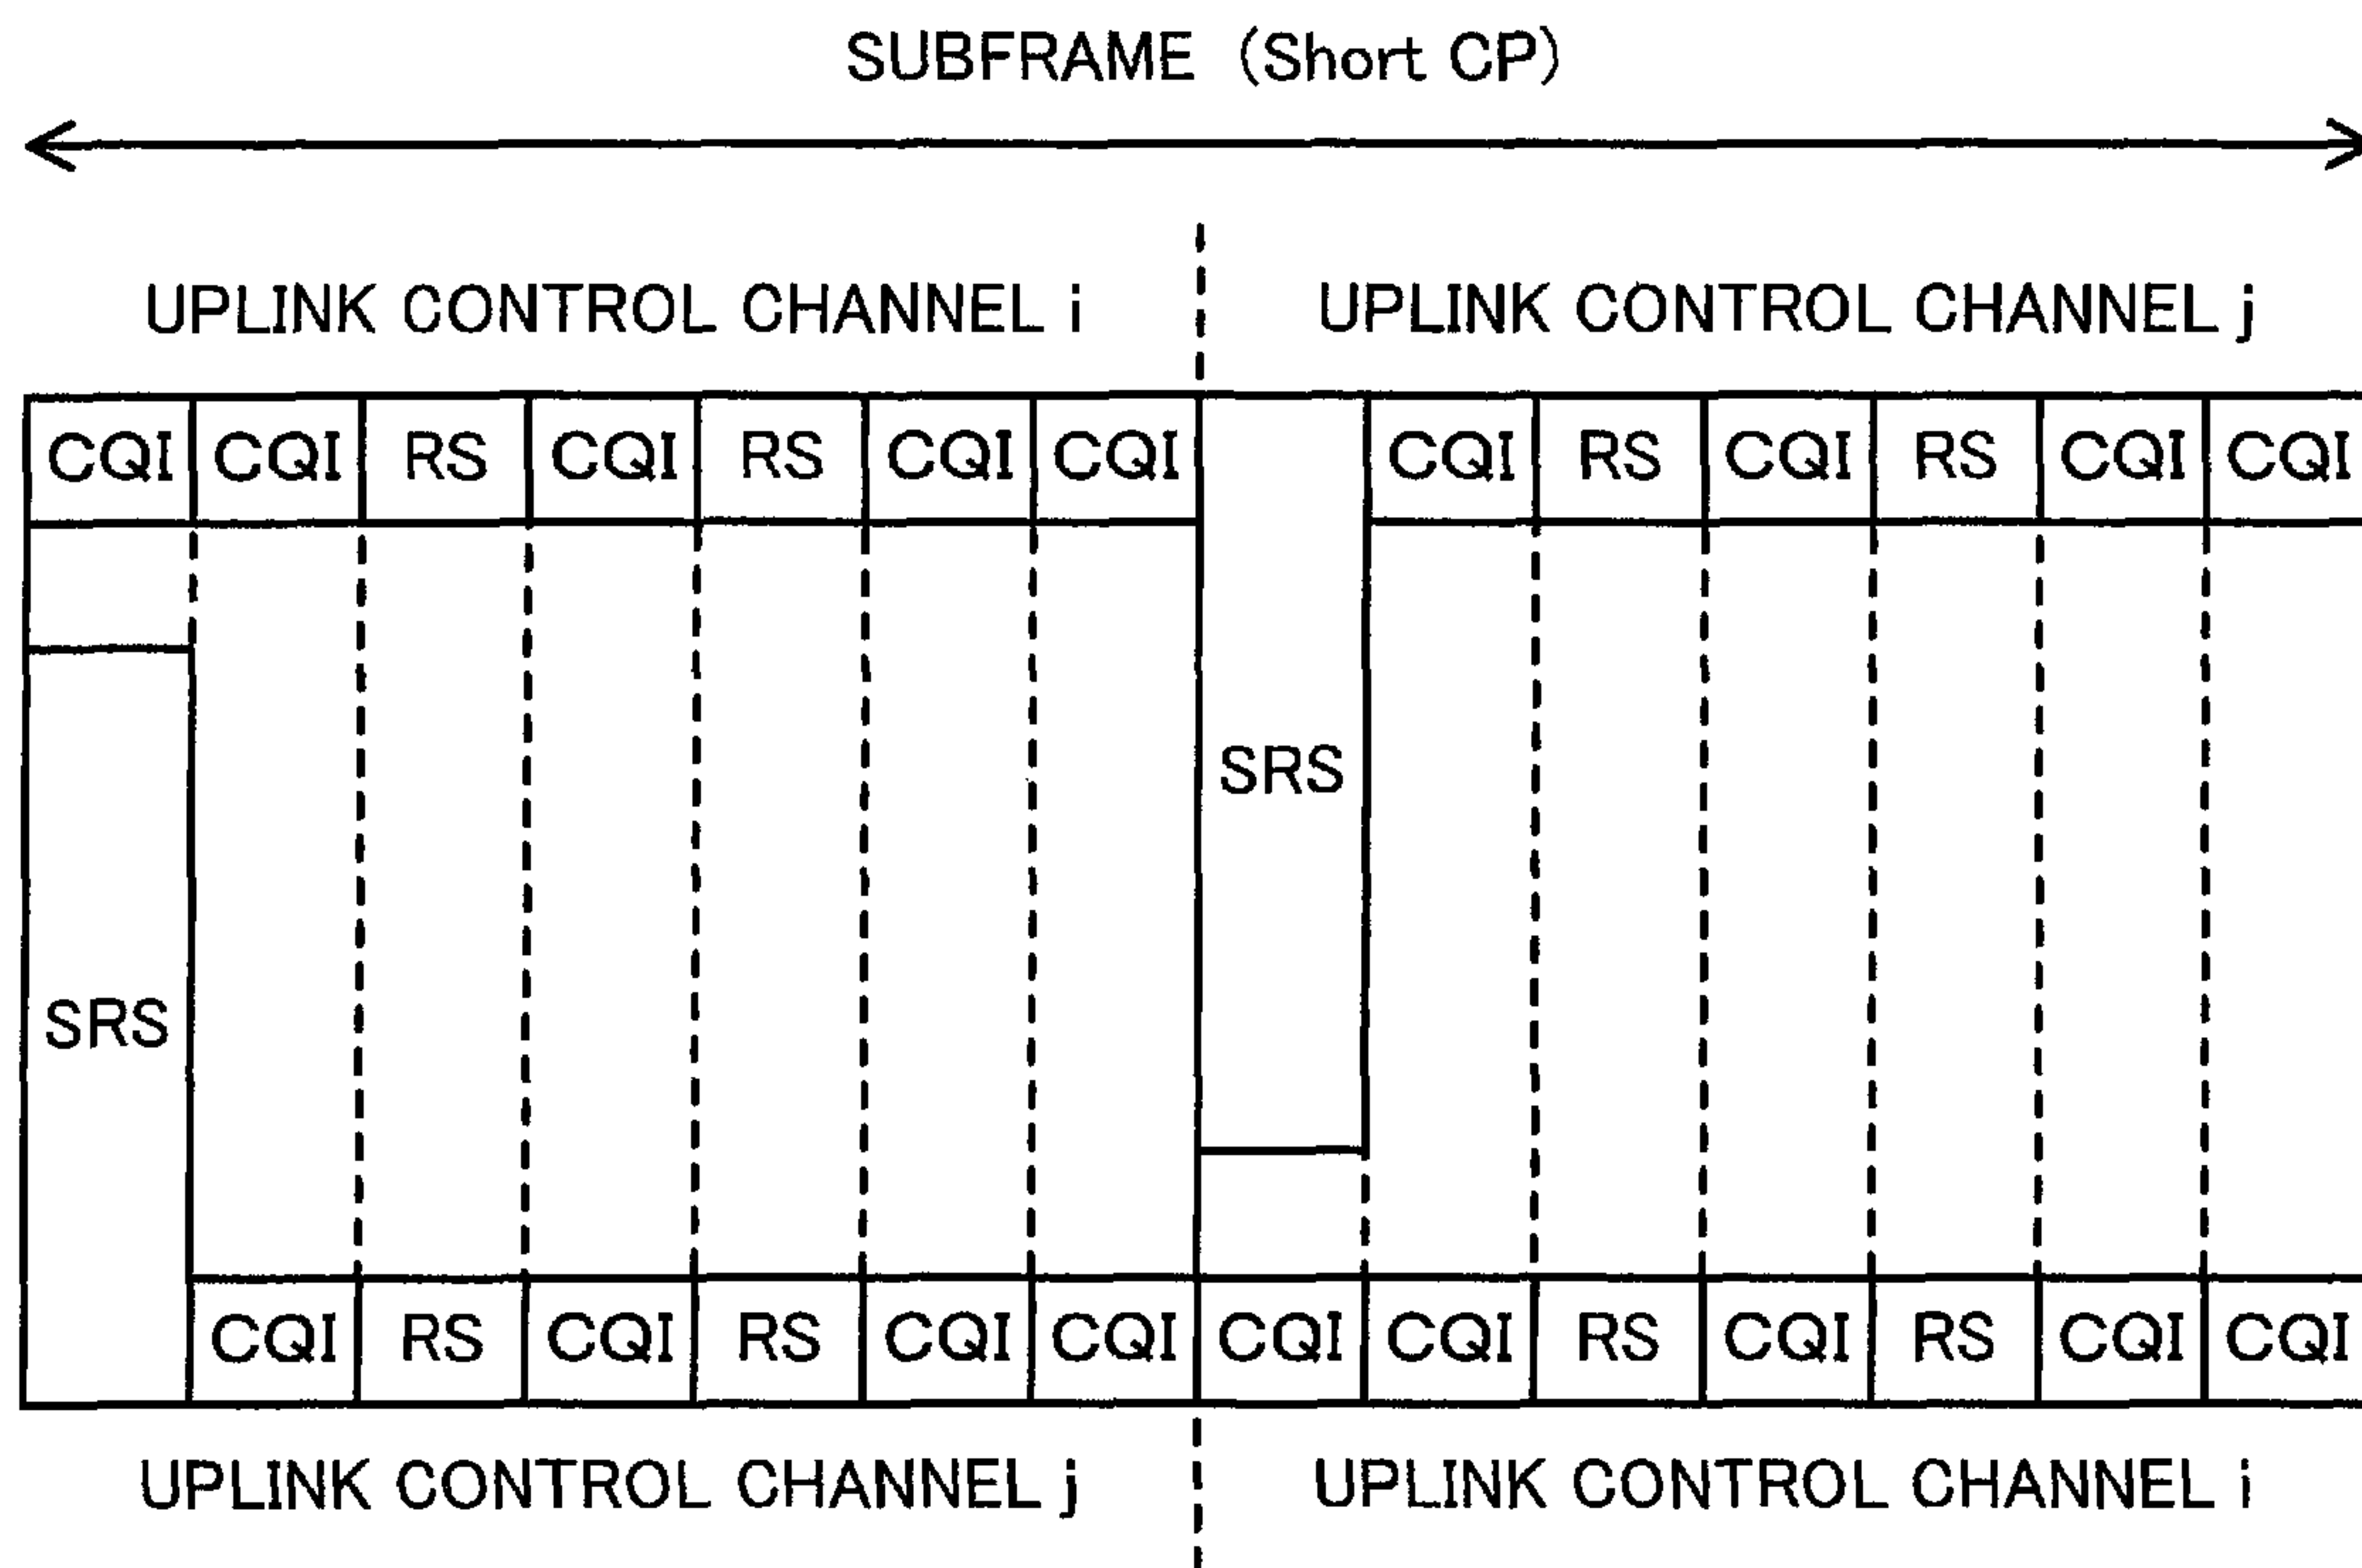 SUBFRAME (Short CP)
UPLINK CONTROL CHANNEL i UPLINK CONTROL CHANNEL j
CQI CQI RS CQI RS CQI CQI CQI RS CQI RS CQI CQI
SRS
SRS
CQI RS CQI RS CQI CQI CQI CQI RS CQI RS CQI CQI
UPLINK CONTROL CHANNEL j UPLINK CONTROL CHANNEL i